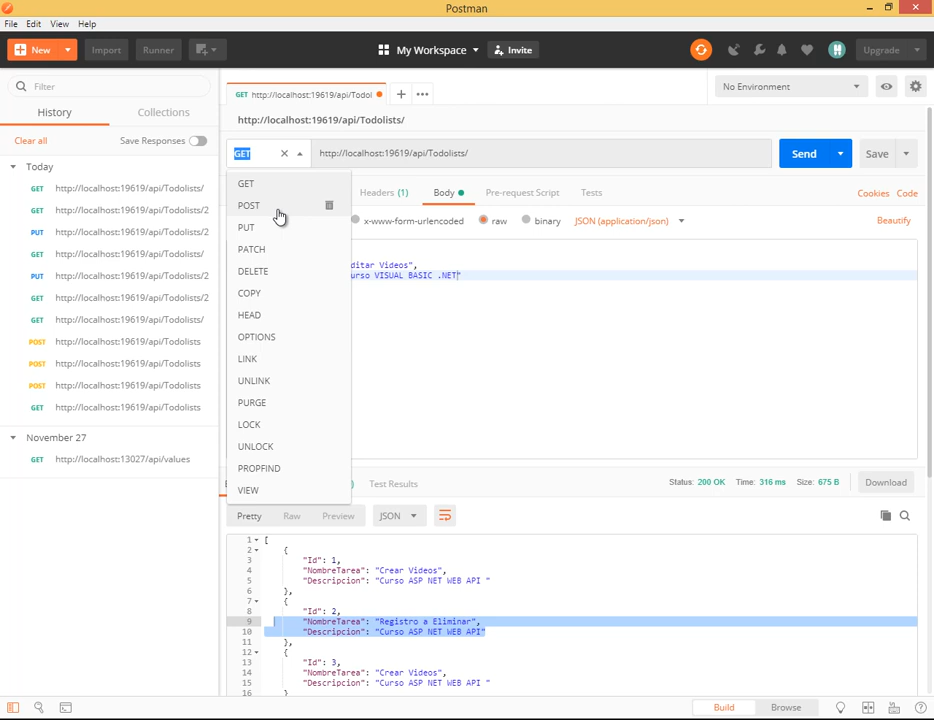 Postman
File Edit View Help
New Import Runner My Workspace Invite Upgrade
Filter
History Collections
Clear all Save Responses
Today
GET http://localhost:19619/api/Todolists/
GET http://localhost:19619/api/Todolists/2
PUT http://localhost:19619/api/Todolists/2
GET http://localhost:19619/api/Todolists/
PUT http://localhost:19619/api/Todolists/2
GET http://localhost:19619/api/Todolists/2
GET http://localhost:19619/api/Todolists/
POST http://localhost:19619/api/Todolists
POST http://localhost:19619/api/Todolists
POST http://localhost:19619/api/Todolists
GET http://localhost:19619/api/Todolists
November 27
GET http://localhost:13027/api/values
GET http://localhost:19619/api/Todol
No Environment
http://localhost:19619/api/Todolists/
GET http://localhost:19619/api/Todolists/ Send Save
GET
POST
PUT
PATCH
DELETE
COPY
HEAD
OPTIONS
LINK
UNLINK
PURGE
LOCK
UNLOCK
PROPFIND
VIEW
Headers (1) Body Pre-request Script Tests Cookies Code
x-www-form-urlencoded raw binary JSON (application/json) Beautify
ditar Videos",
urso VISUAL BASIC .NET"
Test Results Status: 200 OK Time: 316 ms Size: 675 B Download
Pretty Raw Preview JSON
1 [
2 {
3 "Id": 1,
4 "NombreTarea": "Crear Videos",
5 "Descripcion": "Curso ASP NET WEB API "
6 },
7 {
8 "Id": 2,
9 "NombreTarea": "Registro a Eliminar",
10 "Descripcion": "Curso ASP NET WEB API"
11 },
12 {
13 "Id": 3,
14 "NombreTarea": "Crear Videos",
15 "Descripcion": "Curso ASP NET WEB API "
16 }
Build Browse